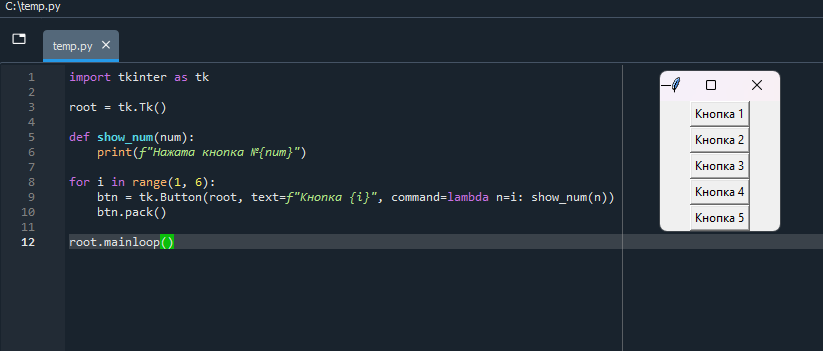 C:\temp.py
temp.py
1 import tkinter as tk
2
3 root = tk.Tk()
4
5 def show_num(num):
6     print(f"Нажата кнопка №{num}")
7
8 for i in range(1, 6):
9     btn = tk.Button(root, text=f"Кнопка {i}", command=lambda n=i: show_num(n))
10     btn.pack()
11
12 root.mainloop()
Кнопка 1
Кнопка 2
Кнопка 3
Кнопка 4
Кнопка 5